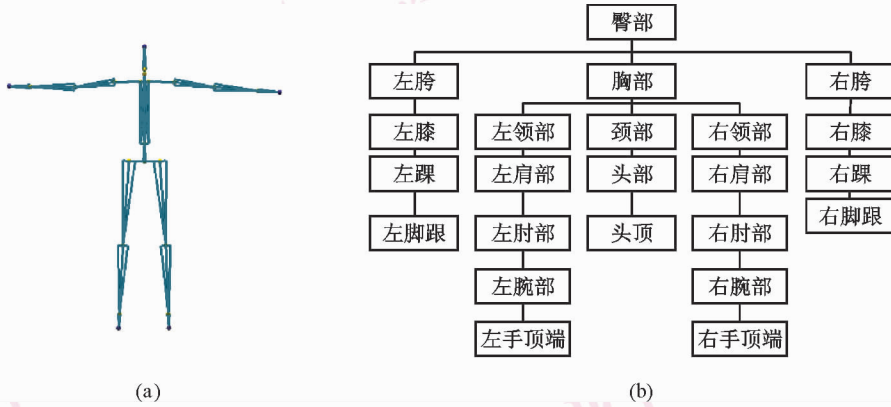 臀部
左胯
胸部
右胯
左膝
左领部
颈部
右领部
右膝
左踝
左肩部
头部
右肩部
右踝
左脚跟
左肘部
头顶
右肘部
右脚跟
左腕部
右腕部
左手顶端
右手顶端
(a)
(b)